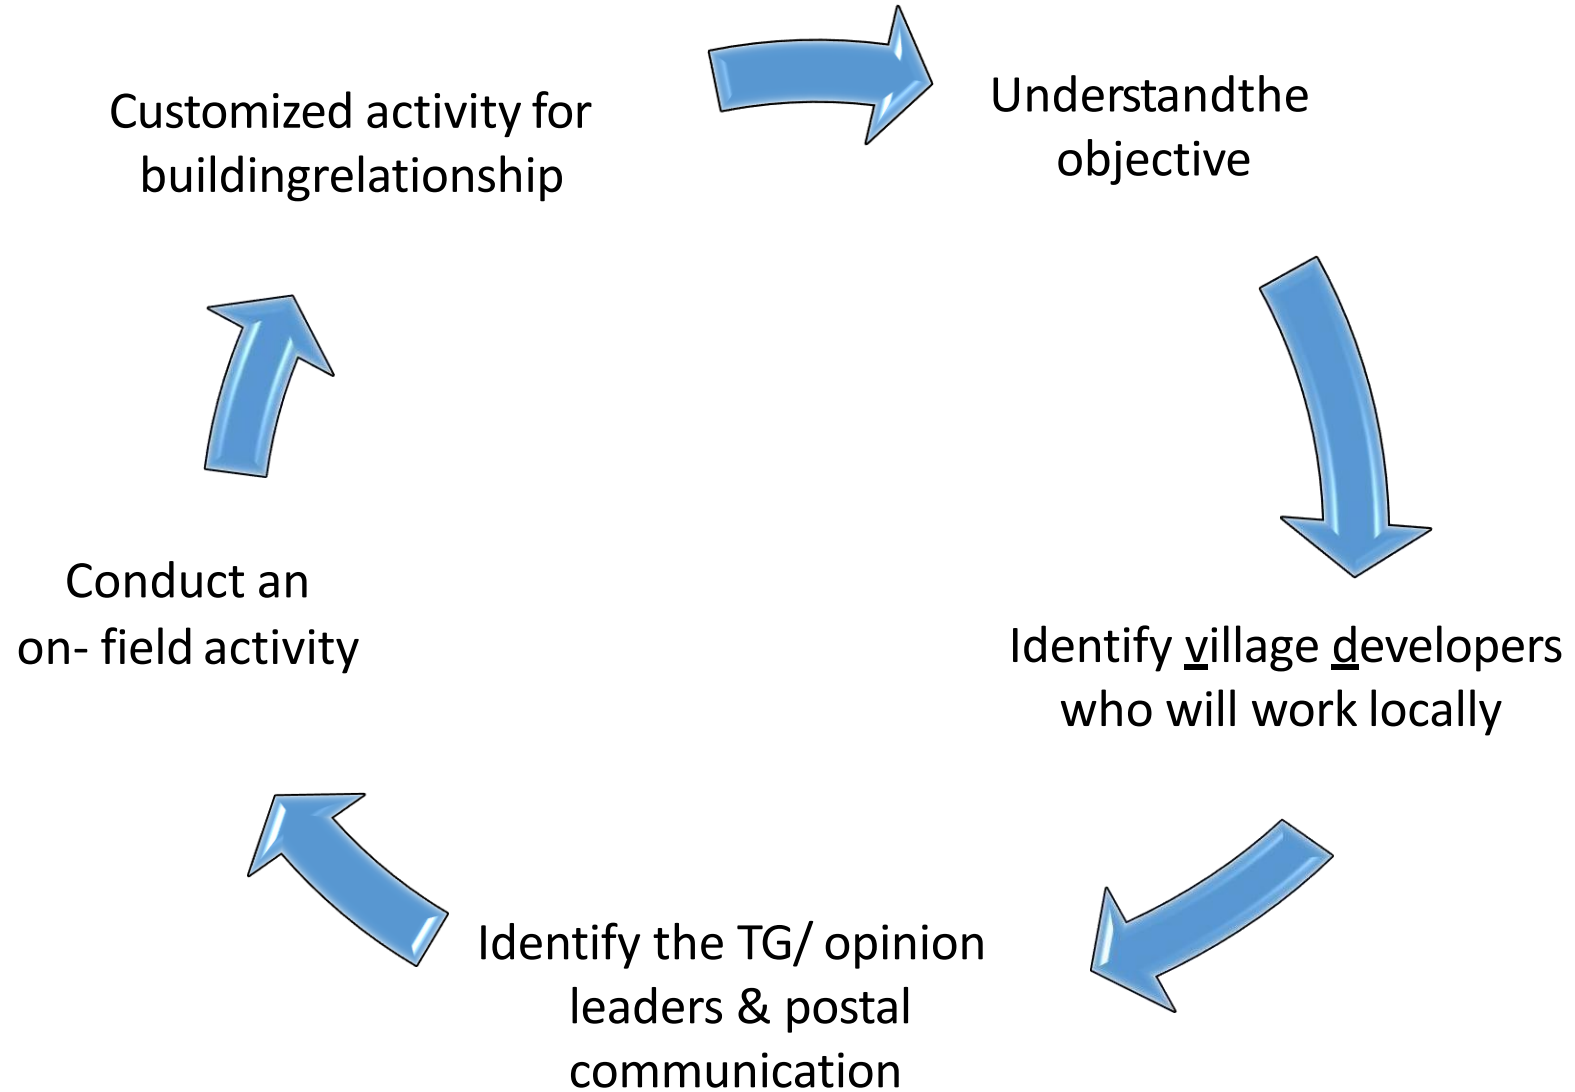 Customized activity for
buildingrelationship
Understandthe
objective
Identify village developers
who will work locally
Identify the TG/ opinion
leaders & postal
communication
Conduct an
on- field activity